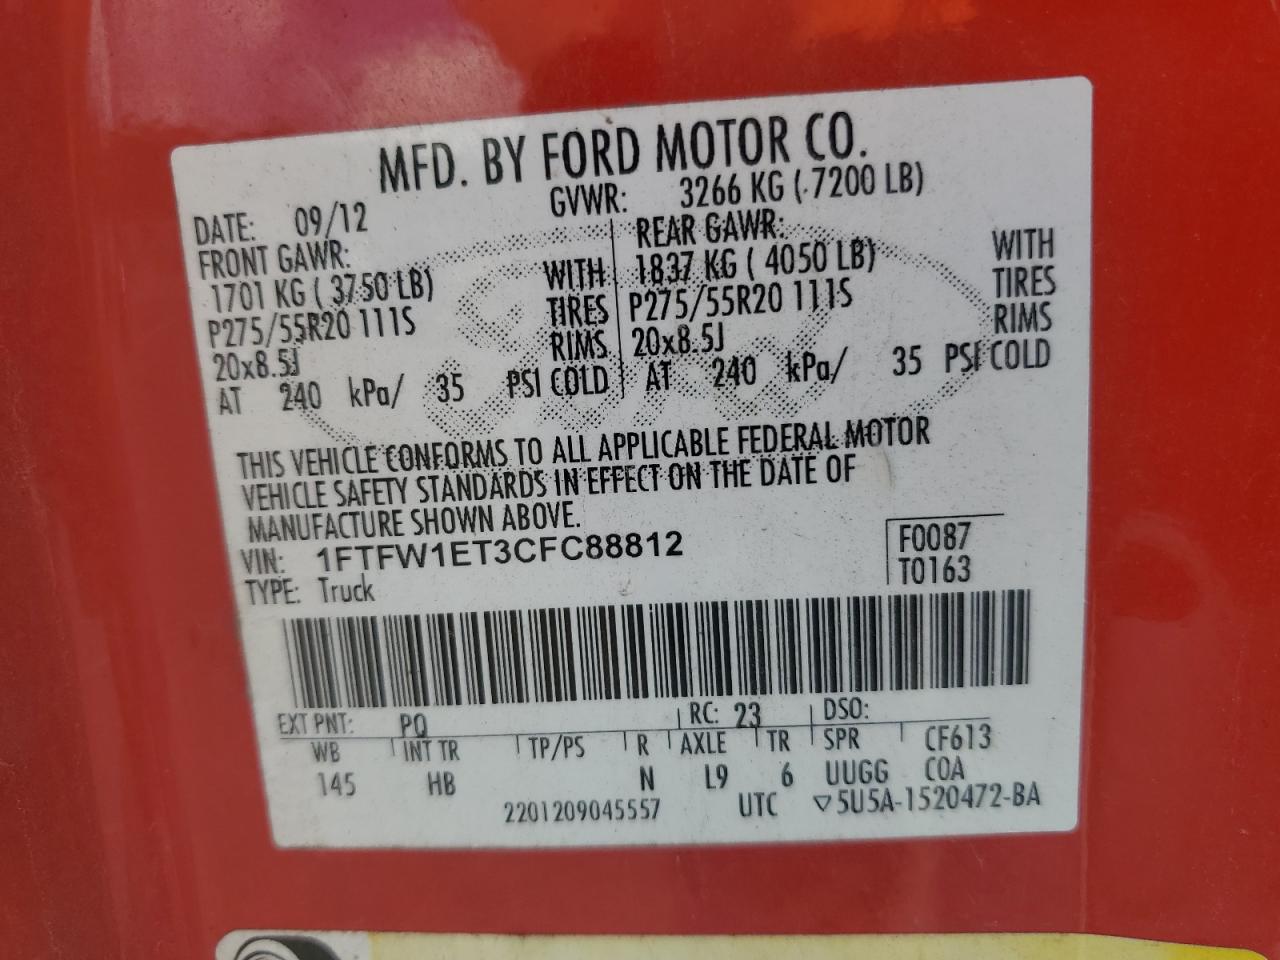 MFD. BY FORD MOTOR CO.
DATE: 09/12 GVWR: 3266 KG ( 7200 LB)
FRONT GAWR: REAR GAWR:
1701 KG ( 3750 LB) WITH 1837 KG ( 4050 LB) WITH
P275/55R20 111S TIRES P275/55R20 111S TIRES
20x8.5J RIMS 20x8.5J RIMS
AT 240 kPa/ 35 PSI COLD AT 240 kPa/ 35 PSI COLD
THIS VEHICLE CONFORMS TO ALL APPLICABLE FEDERAL MOTOR
VEHICLE SAFETY STANDARDS IN EFFECT ON THE DATE OF
MANUFACTURE SHOWN ABOVE.
VIN: 1FTFW1ET3CFC88812 F0087
TYPE: Truck T0163
EXT PNT: PQ RC: 23 DSO:
WB INT TR TP/PS R AXLE TR SPR CF613
145 HB N L9 6 UUGG COA
2201209045557 UTC ▽5U5A-1520472-BA